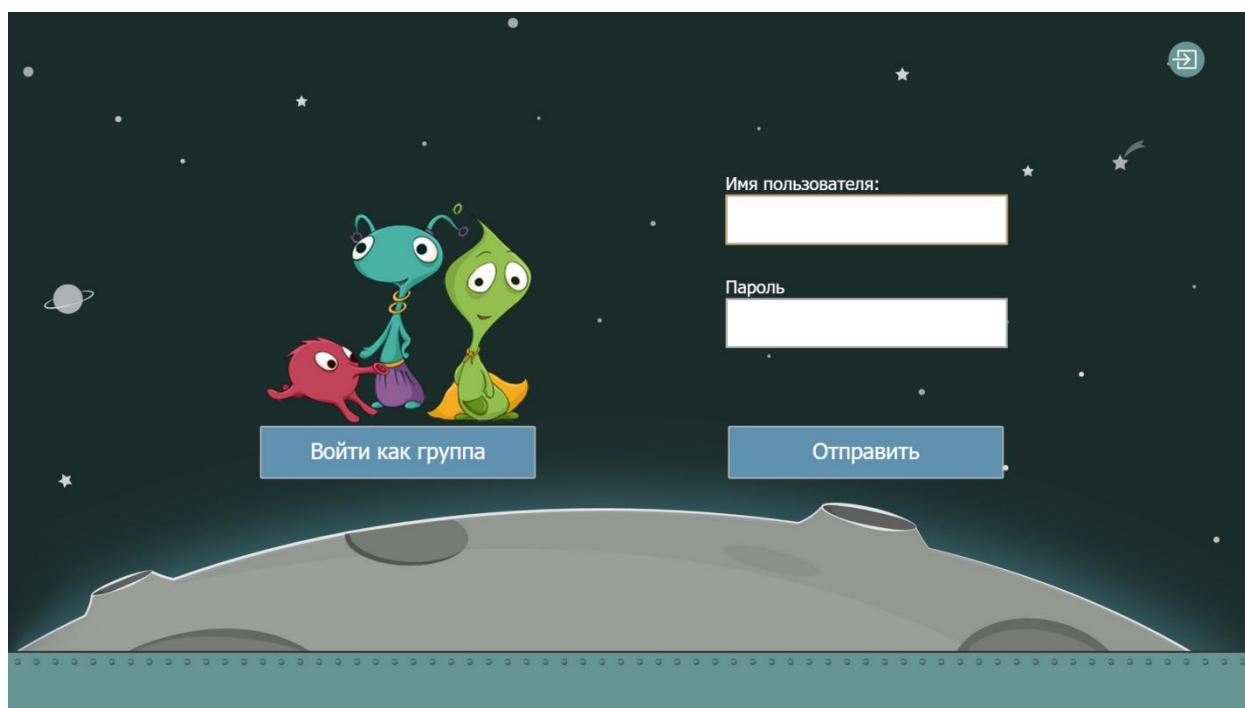 Имя пользователя:
Пароль
Войти как группа
Отправить